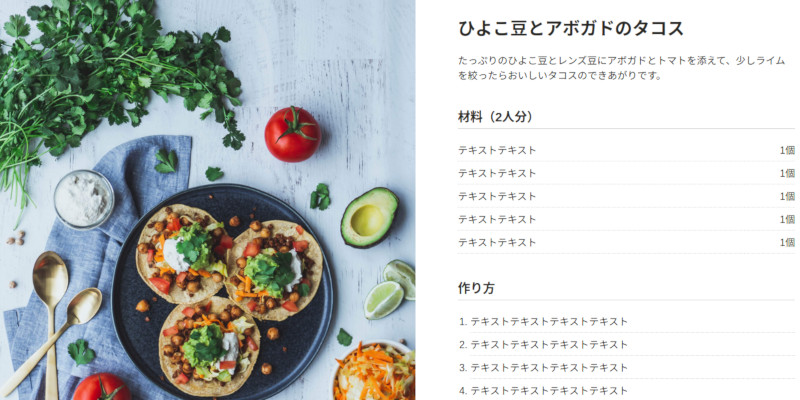 ひよこ豆とアボガドのタコス
たっぷりのひよこ豆とレンズ豆にアボガドとトマトを添えて、少しライム
を絞ったらおいしいタコスのできあがりです。
材料（2人分）
テキストテキスト 1個
テキストテキスト 1個
テキストテキスト 1個
テキストテキスト 1個
テキストテキスト 1個
作り方
1. テキストテキストテキストテキスト
2. テキストテキストテキストテキスト
3. テキストテキストテキストテキスト
4. テキストテキストテキストテキスト